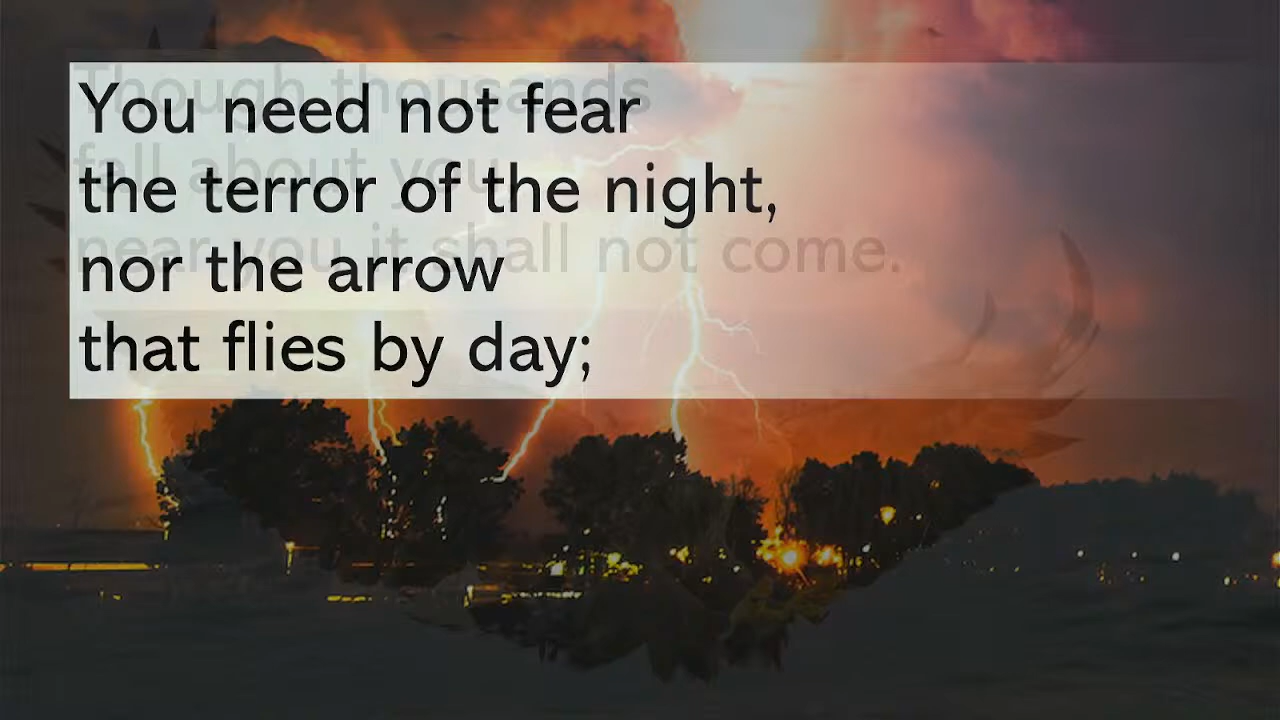 You need not fear
the terror of the night,
nor the arrow
that flies by day;
Though thousands
fall about you,
near you it shall not come.